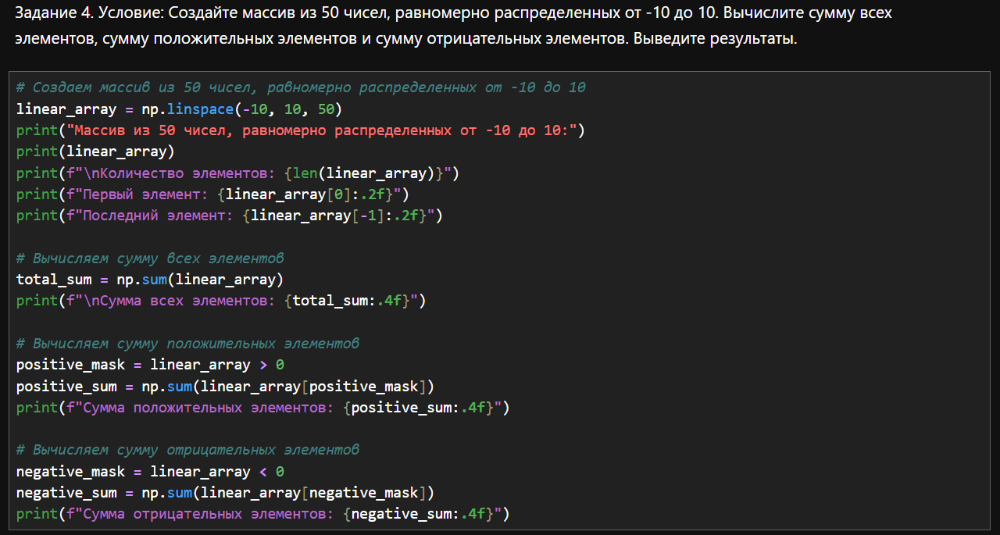 Задание 4. Условие: Создайте массив из 50 чисел, равномерно распределенных от -10 до 10. Вычислите сумму всех
элементов, сумму положительных элементов и сумму отрицательных элементов. Выведите результаты.
# Создаем массив из 50 чисел, равномерно распределенных от -10 до 10
linear_array = np.linspace(-10, 10, 50)
print("Массив из 50 чисел, равномерно распределенных от -10 до 10:")
print(linear_array)
print(f"\nКоличество элементов: {len(linear_array)}")
print(f"Первый элемент: {linear_array[0]:.2f}")
print(f"Последний элемент: {linear_array[-1]:.2f}")
# Вычисляем сумму всех элементов
total_sum = np.sum(linear_array)
print(f"\nСумма всех элементов: {total_sum:.4f}")
# Вычисляем сумму положительных элементов
positive_mask = linear_array > 0
positive_sum = np.sum(linear_array[positive_mask])
print(f"Сумма положительных элементов: {positive_sum:.4f}")
# Вычисляем сумму отрицательных элементов
negative_mask = linear_array < 0
negative_sum = np.sum(linear_array[negative_mask])
print(f"Сумма отрицательных элементов: {negative_sum:.4f}")